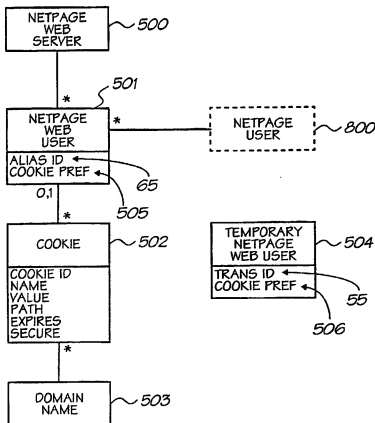 NETPAGE
WEB
SERVER
500
*
501
NETPAGE
WEB
USER
*
NETPAGE
USER
800
ALIAS ID
COOKIE PREF
65
0,1
505
*
COOKIE
502
COOKIE ID
NAME
VALUE
PATH
EXPIRES
SECURE
TEMPORARY
NETPAGE
WEB USER
504
TRANS ID
COOKIE PREF
55
506
*
DOMAIN
NAME
503